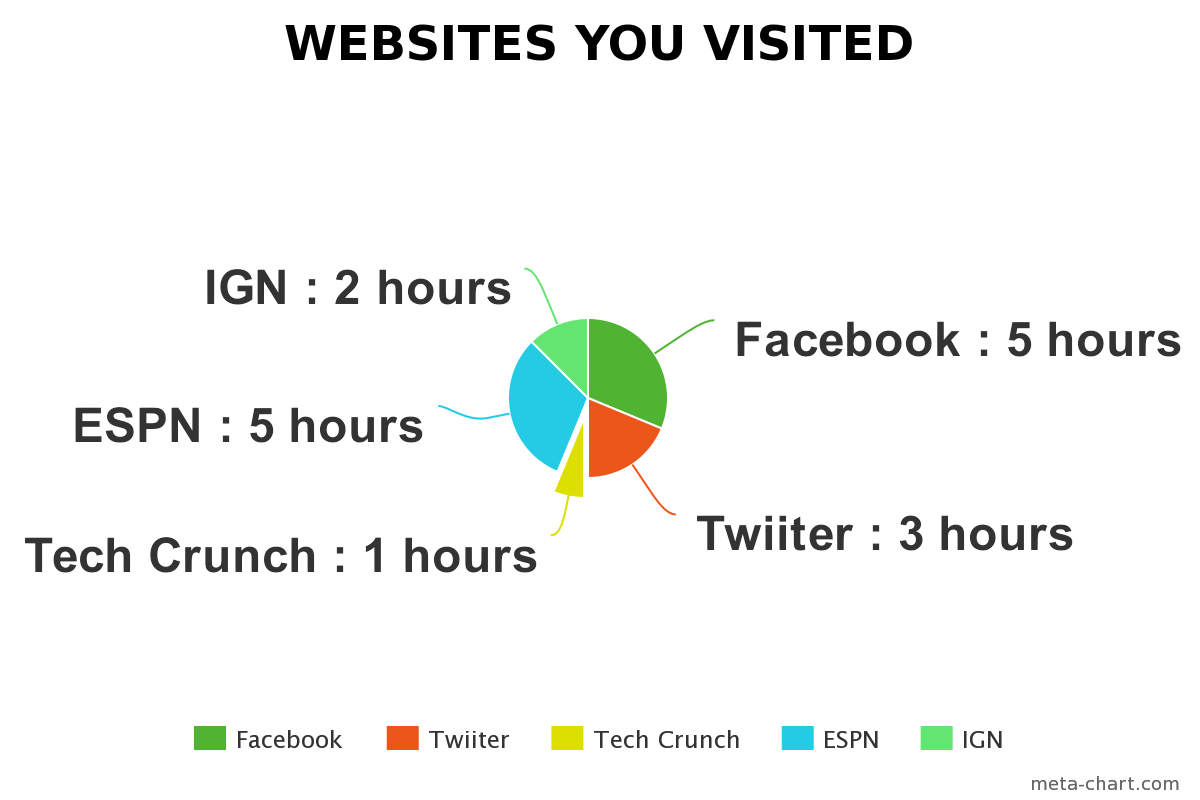 WEBSITES YOU VISITED
IGN : 2 hours
Facebook : 5 hours
ESPN : 5 hours
Twiiter : 3 hours
Tech Crunch : 1 hours
Facebook
Twiiter
Tech Crunch
ESPN
IGN
meta-chart.com